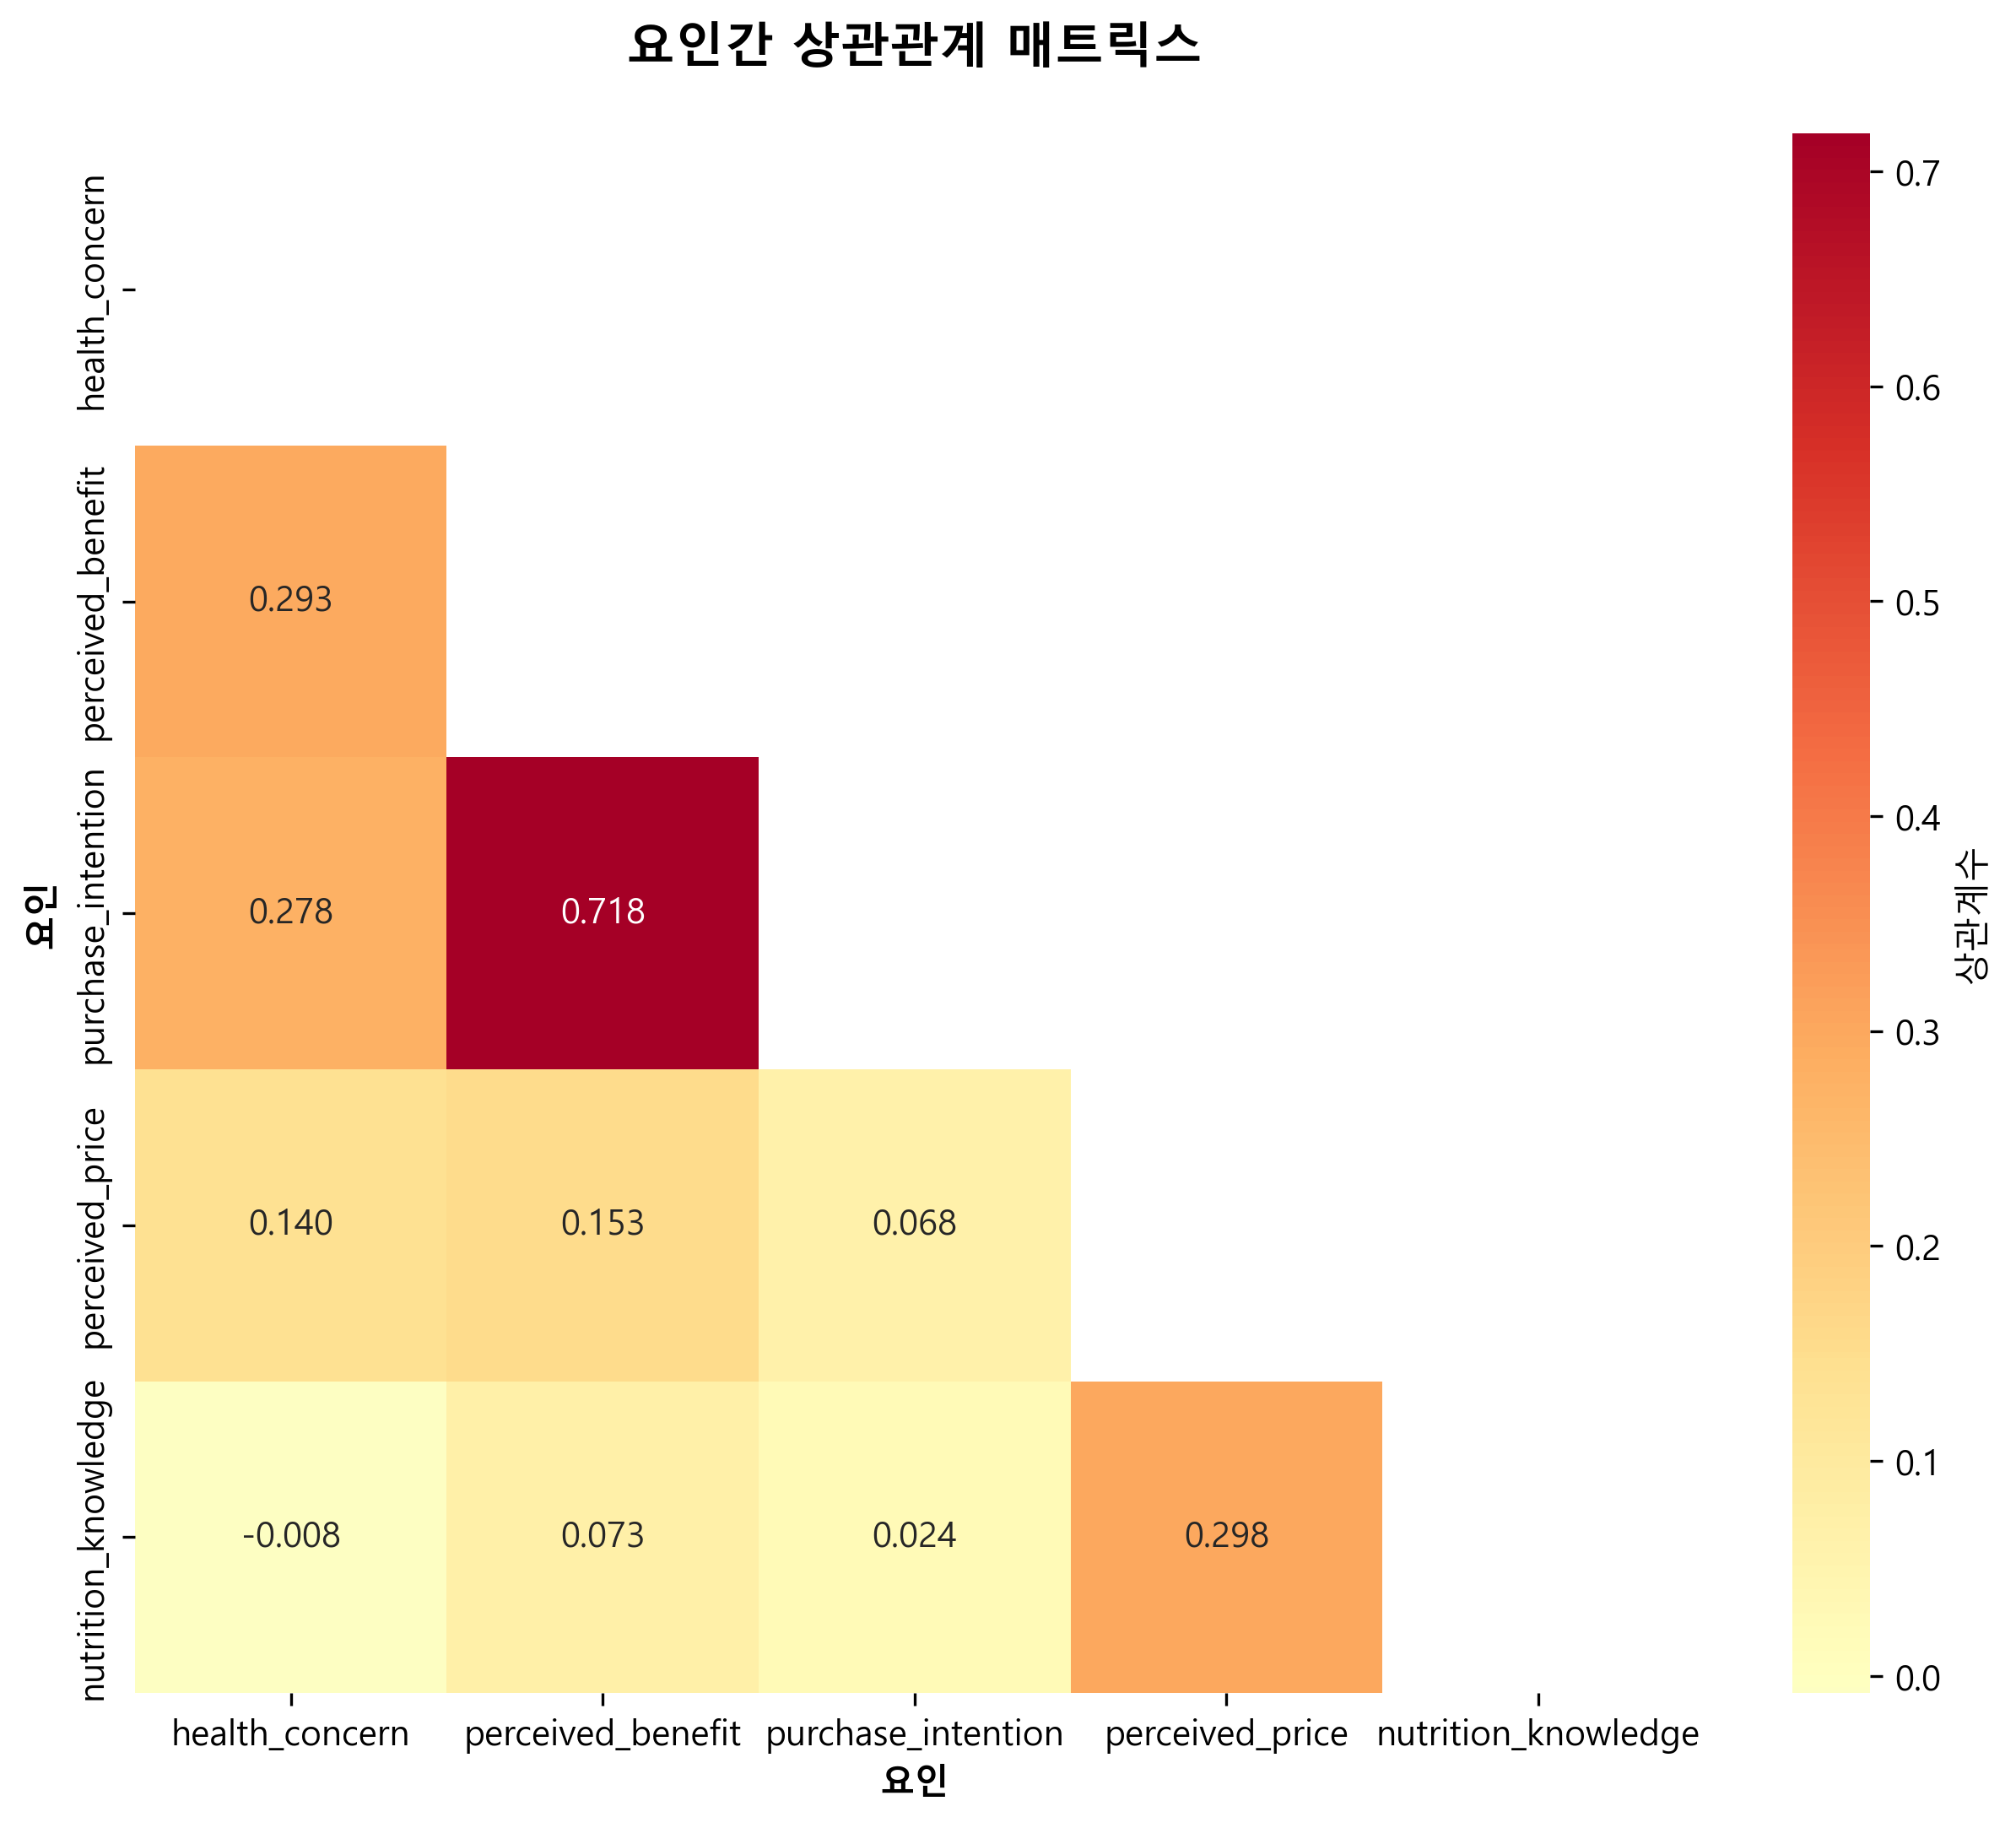 요인간 상관관계 매트릭스
요인
health_concern
perceived_benefit
purchase_intention
perceived_price
nutrition_knowledge
0.293
0.278 0.718
0.140 0.153 0.068
-0.008 0.073 0.024 0.298
health_concern perceived_benefit purchase_intention perceived_price nutrition_knowledge
요인
0.7
0.6
0.5
0.4
0.3
0.2
0.1
0.0
상관계수